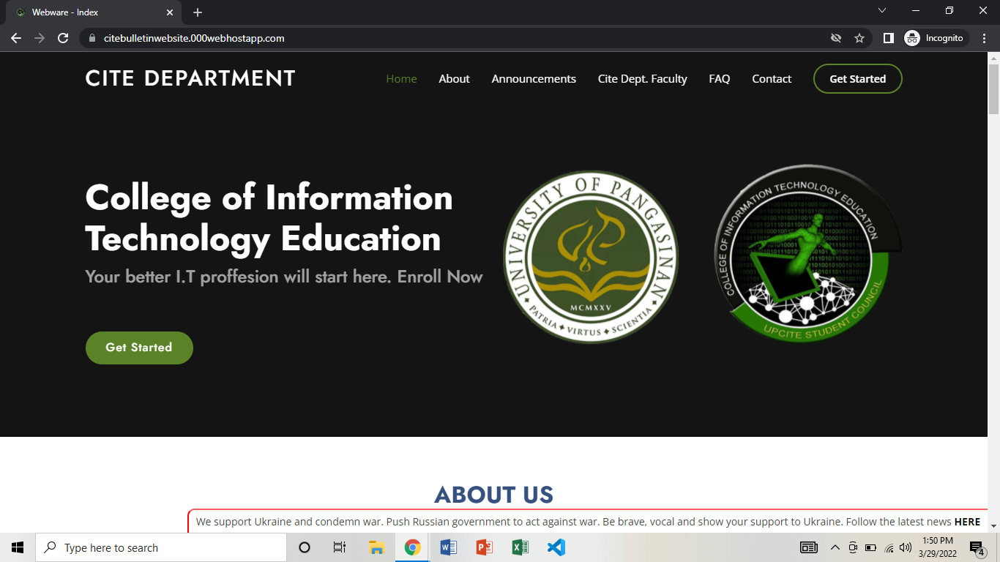 Webware - Index
citebulletinwebsite.000webhostapp.com
Incognito
CITE DEPARTMENT
Home About Announcements Cite Dept. Faculty FAQ Contact Get Started
College of Information
Technology Education
Your better I.T proffesion will start here. Enroll Now
Get Started
UNIVERSITY OF PANGASINAN
MCMXXV
PATRIA VIRTUS SCIENTIA
COLLEGE OF INFORMATION TECHNOLOGY EDUCATION
UPCITE STUDENT COUNCIL
ABOUT US
We support Ukraine and condemn war. Push Russian government to act against war. Be brave, vocal and show your support to Ukraine. Follow the latest news HERE
Type here to search
1:50 PM
3/29/2022
4